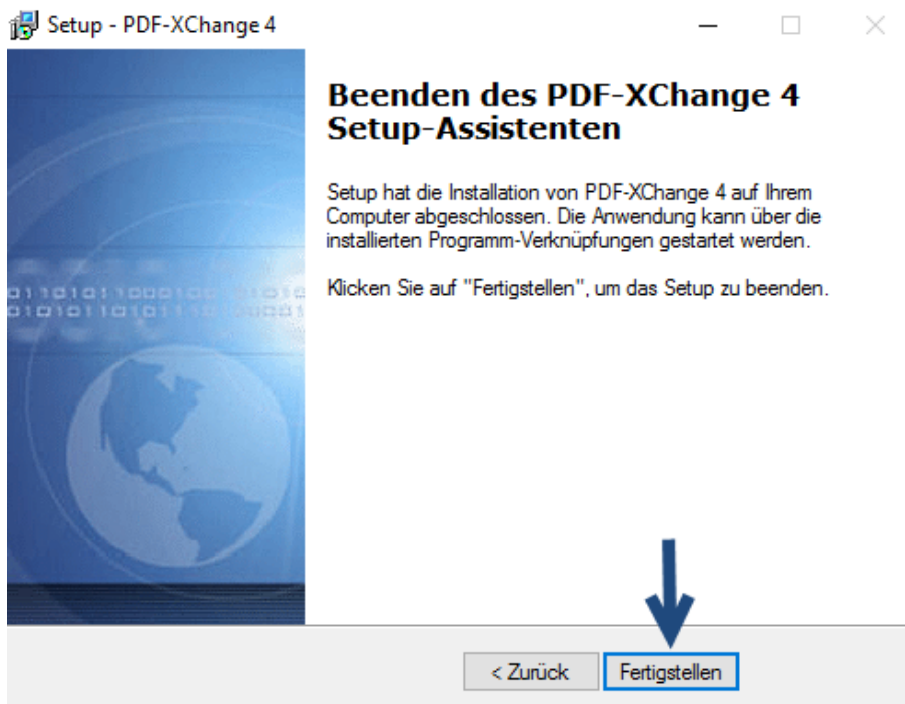 Setup - PDF-XChange 4
Beenden des PDF-XChange 4
Setup-Assistenten
Setup hat die Installation von PDF-XChange 4 auf Ihrem
Computer abgeschlossen. Die Anwendung kann über die
installierten Programm-Verknüpfungen gestartet werden.
Klicken Sie auf "Fertigstellen", um das Setup zu beenden.
< Zurück
Fertigstellen